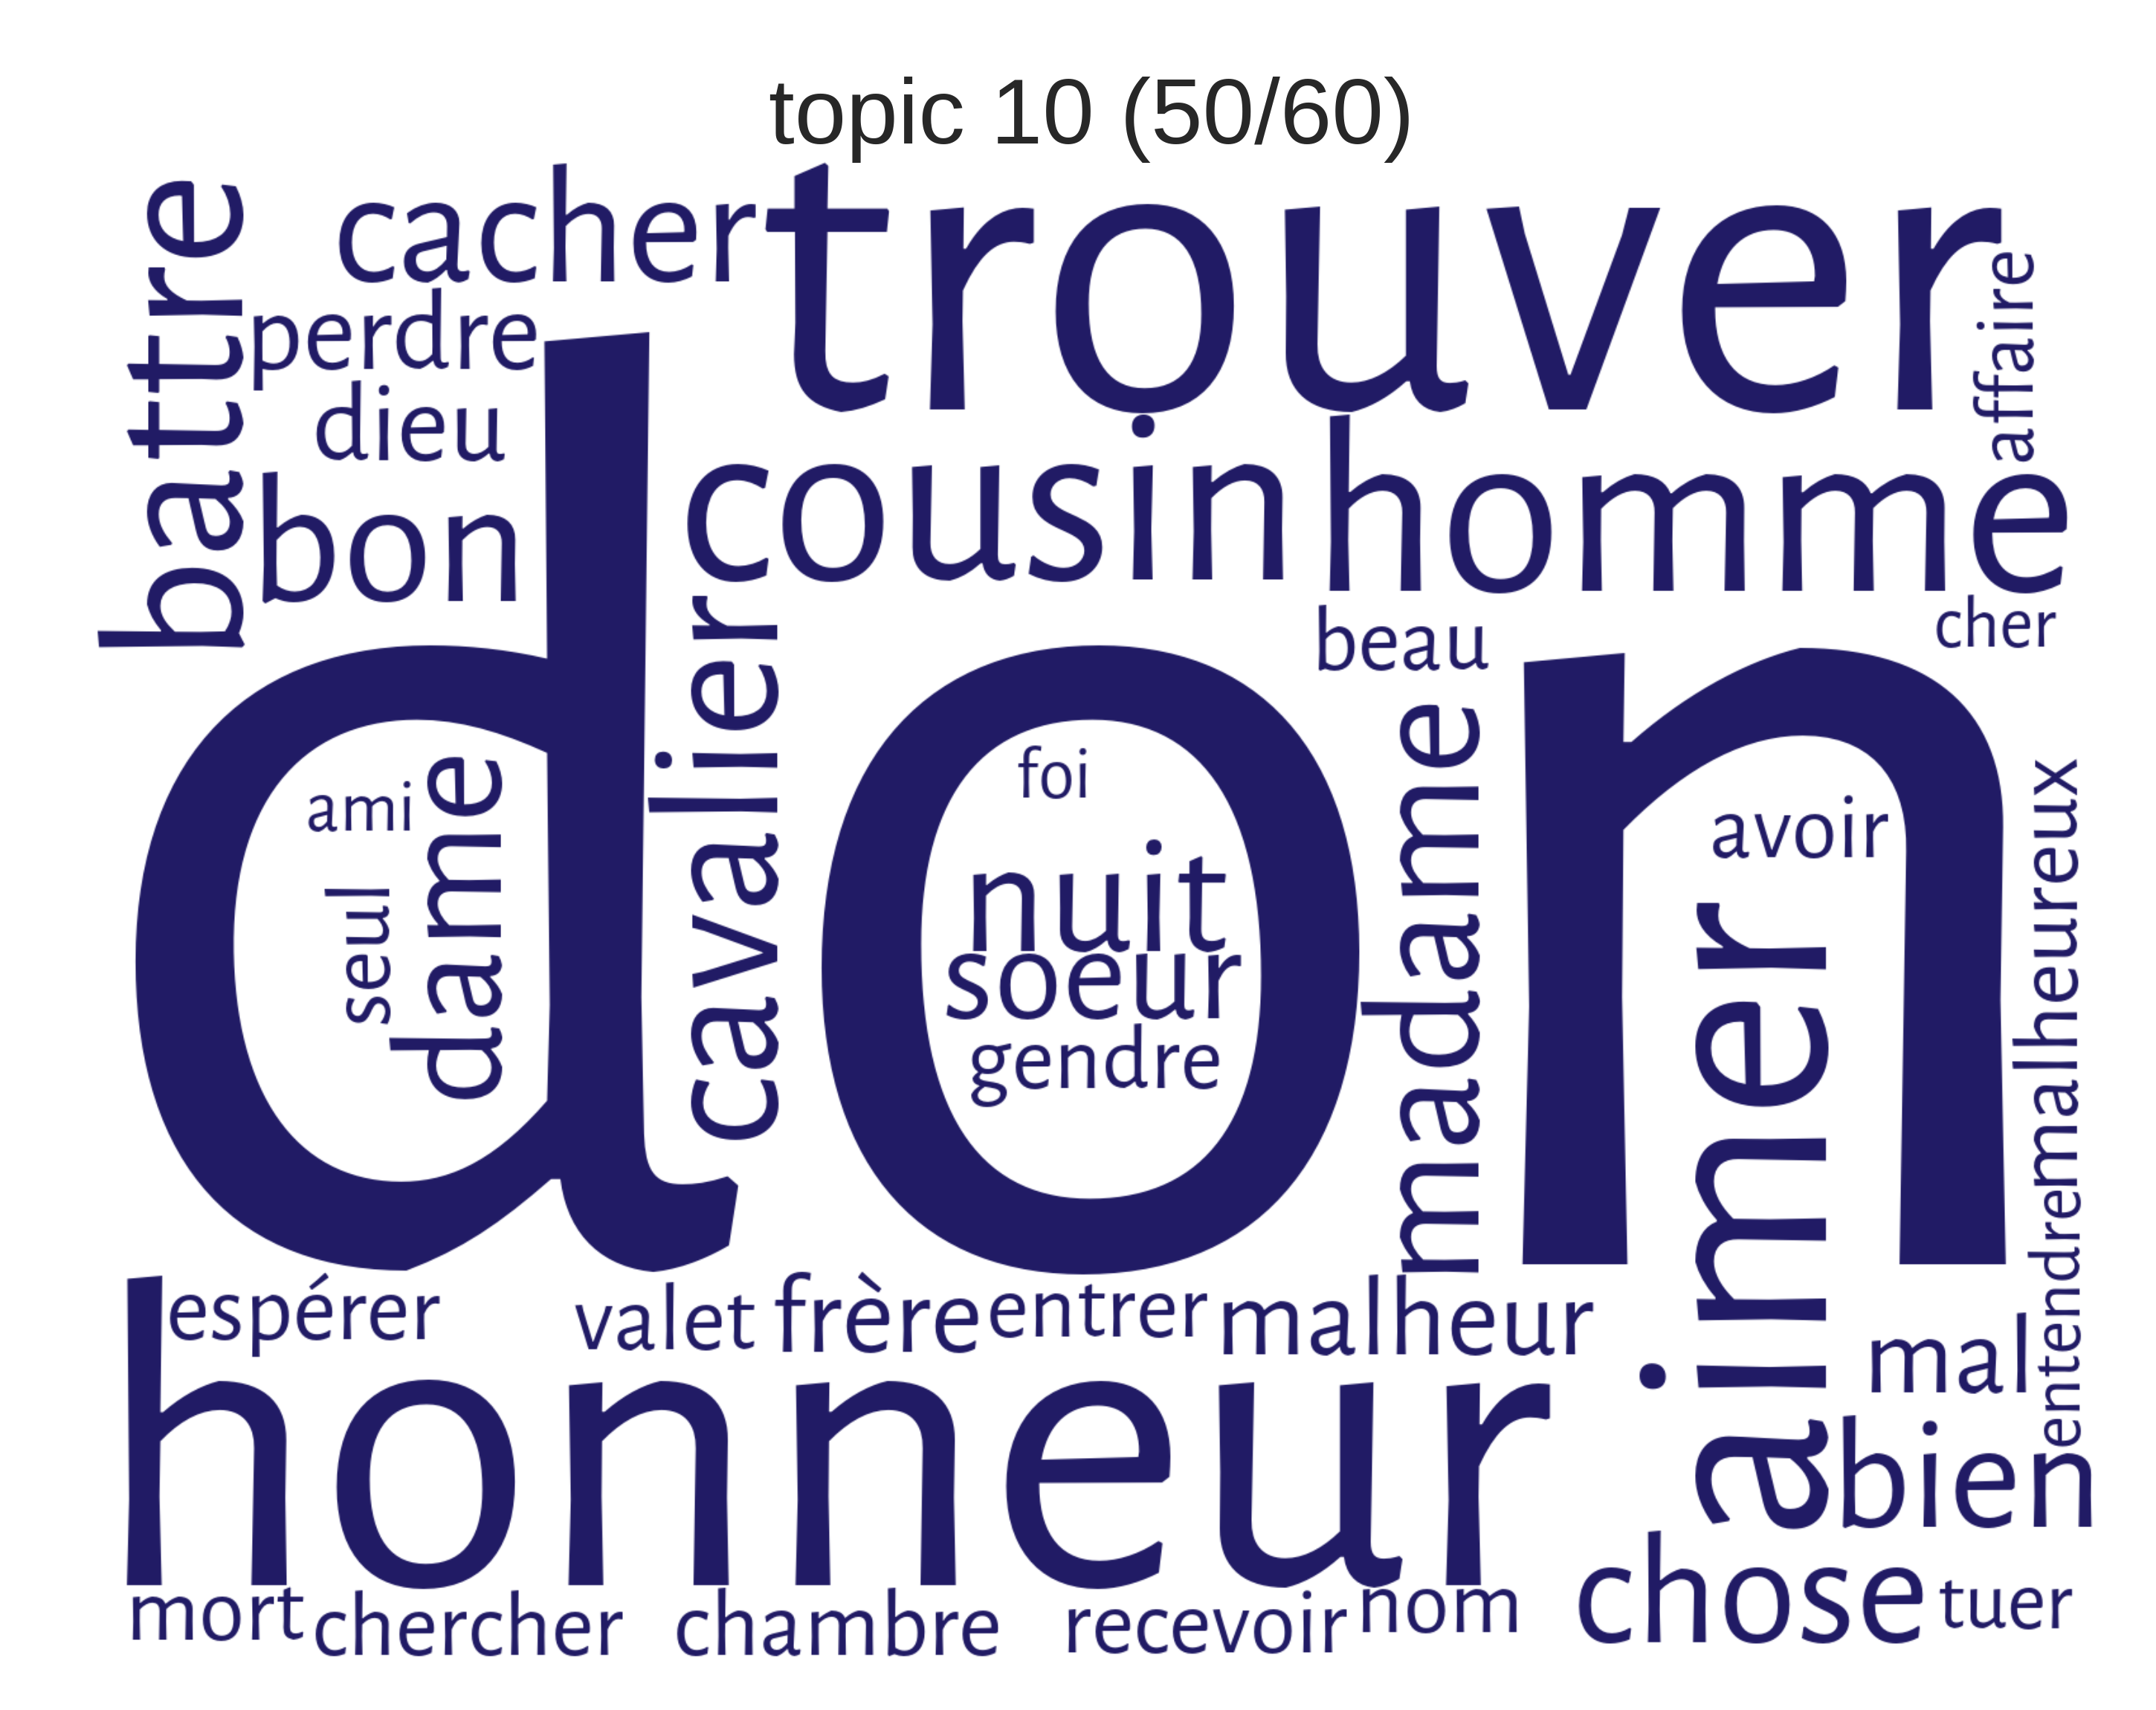 topic 10 (50/60)
cacher
trouver
battre
perdre
dieu
affaire
bon
cousin
homme
cher
beau
don
cavalier
foi
ami
dame
seul
nuit
soeur
gendre
madame
avoir
aimer
malheureux
entendre
espérer
valet
frère
entrer
malheur
mal
honneur
bien
mort
chercher
chambre
recevoir
nom
chose
tuer